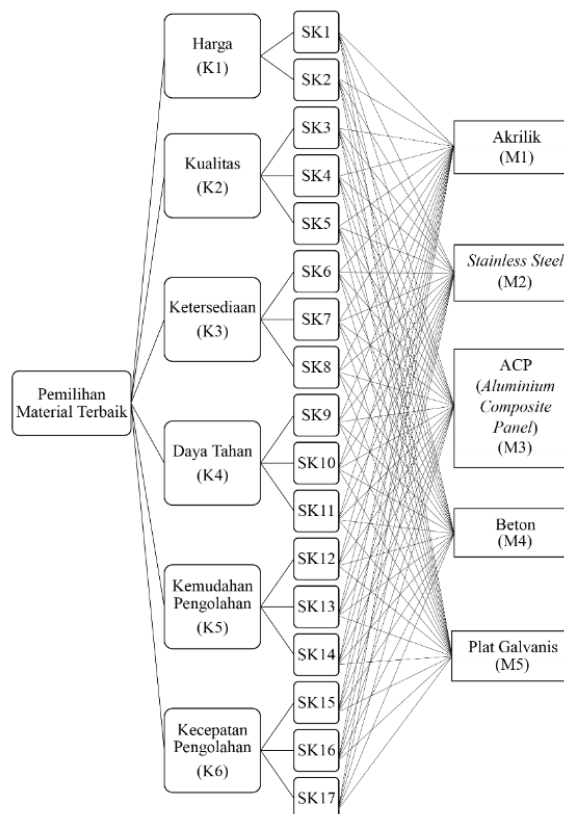 Pemilihan
Material Terbaik
Harga
(K1)
Kualitas
(K2)
Ketersediaan
(K3)
Daya Tahan
(K4)
Kemudahan
Pengolahan
(K5)
Kecepatan
Pengolahan
(K6)
SK1
SK2
SK3
SK4
SK5
SK6
SK7
SK8
SK9
SK10
SK11
SK12
SK13
SK14
SK15
SK16
SK17
Akrilik
(M1)
Stainless Steel
(M2)
ACP
(Aluminium
Composite
Panel)
(M3)
Beton
(M4)
Plat Galvanis
(M5)